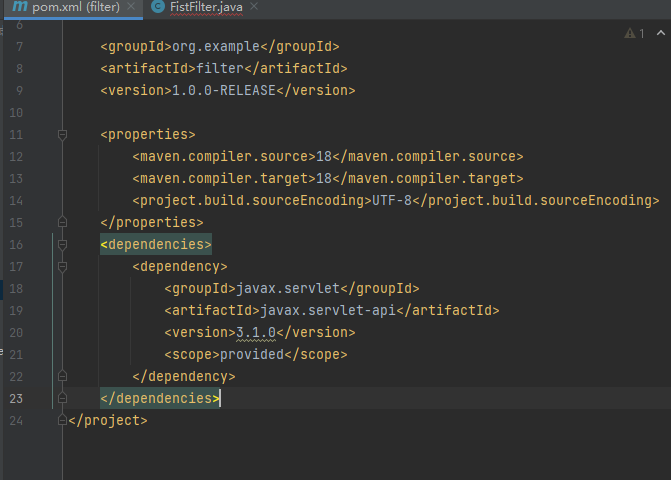 pom.xml (filter)
FistFilter.java
1
6
7 <groupId>org.example</groupId>
8 <artifactId>filter</artifactId>
9 <version>1.0.0-RELEASE</version>
10
11 <properties>
12 <maven.compiler.source>18</maven.compiler.source>
13 <maven.compiler.target>18</maven.compiler.target>
14 <project.build.sourceEncoding>UTF-8</project.build.sourceEncoding>
15 </properties>
16 <dependencies>
17 <dependency>
18 <groupId>javax.servlet</groupId>
19 <artifactId>javax.servlet-api</artifactId>
20 <version>3.1.0</version>
21 <scope>provided</scope>
22 </dependency>
23 </dependencies>
24 </project>